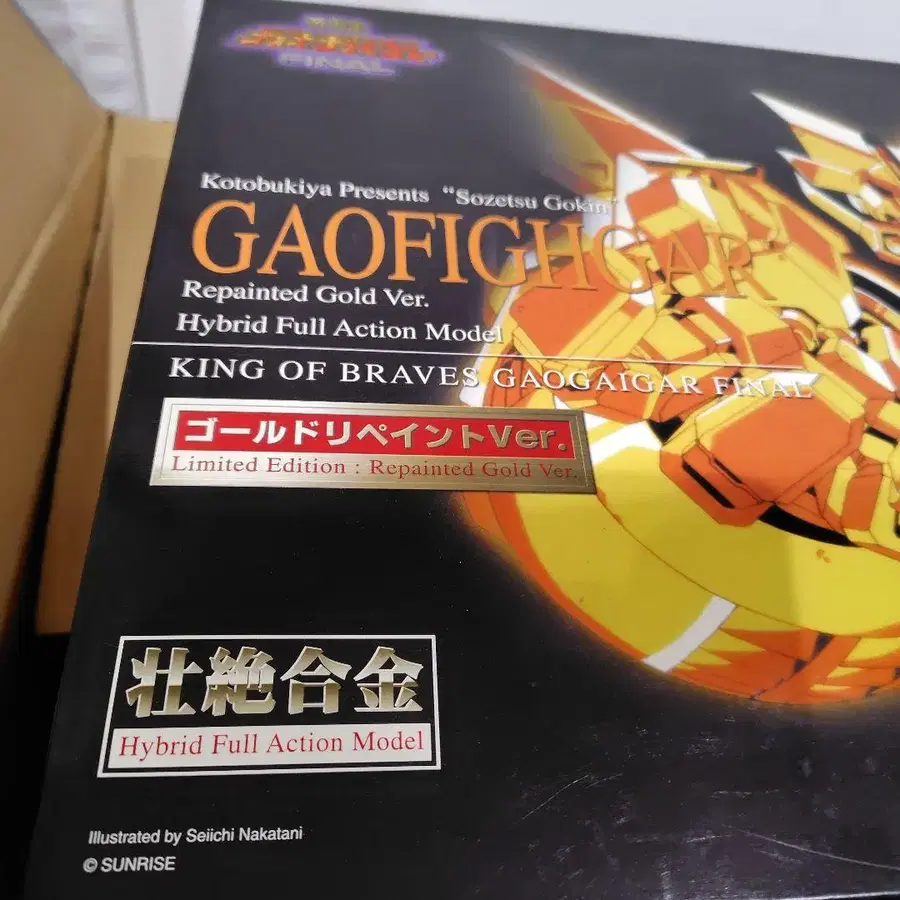 FINAL
Kotobukiya Presents "Sozetsu Gokin"
GAOFIGHGAR
Repainted Gold Ver.
Hybrid Full Action Model
KING OF BRAVES GAOGAIGAR FINAL
ゴールドリペイントVer.
Limited Edition : Repainted Gold Ver.
壮絶合金
Hybrid Full Action Model
Illustrated by Seiichi Nakatani
© SUNRISE